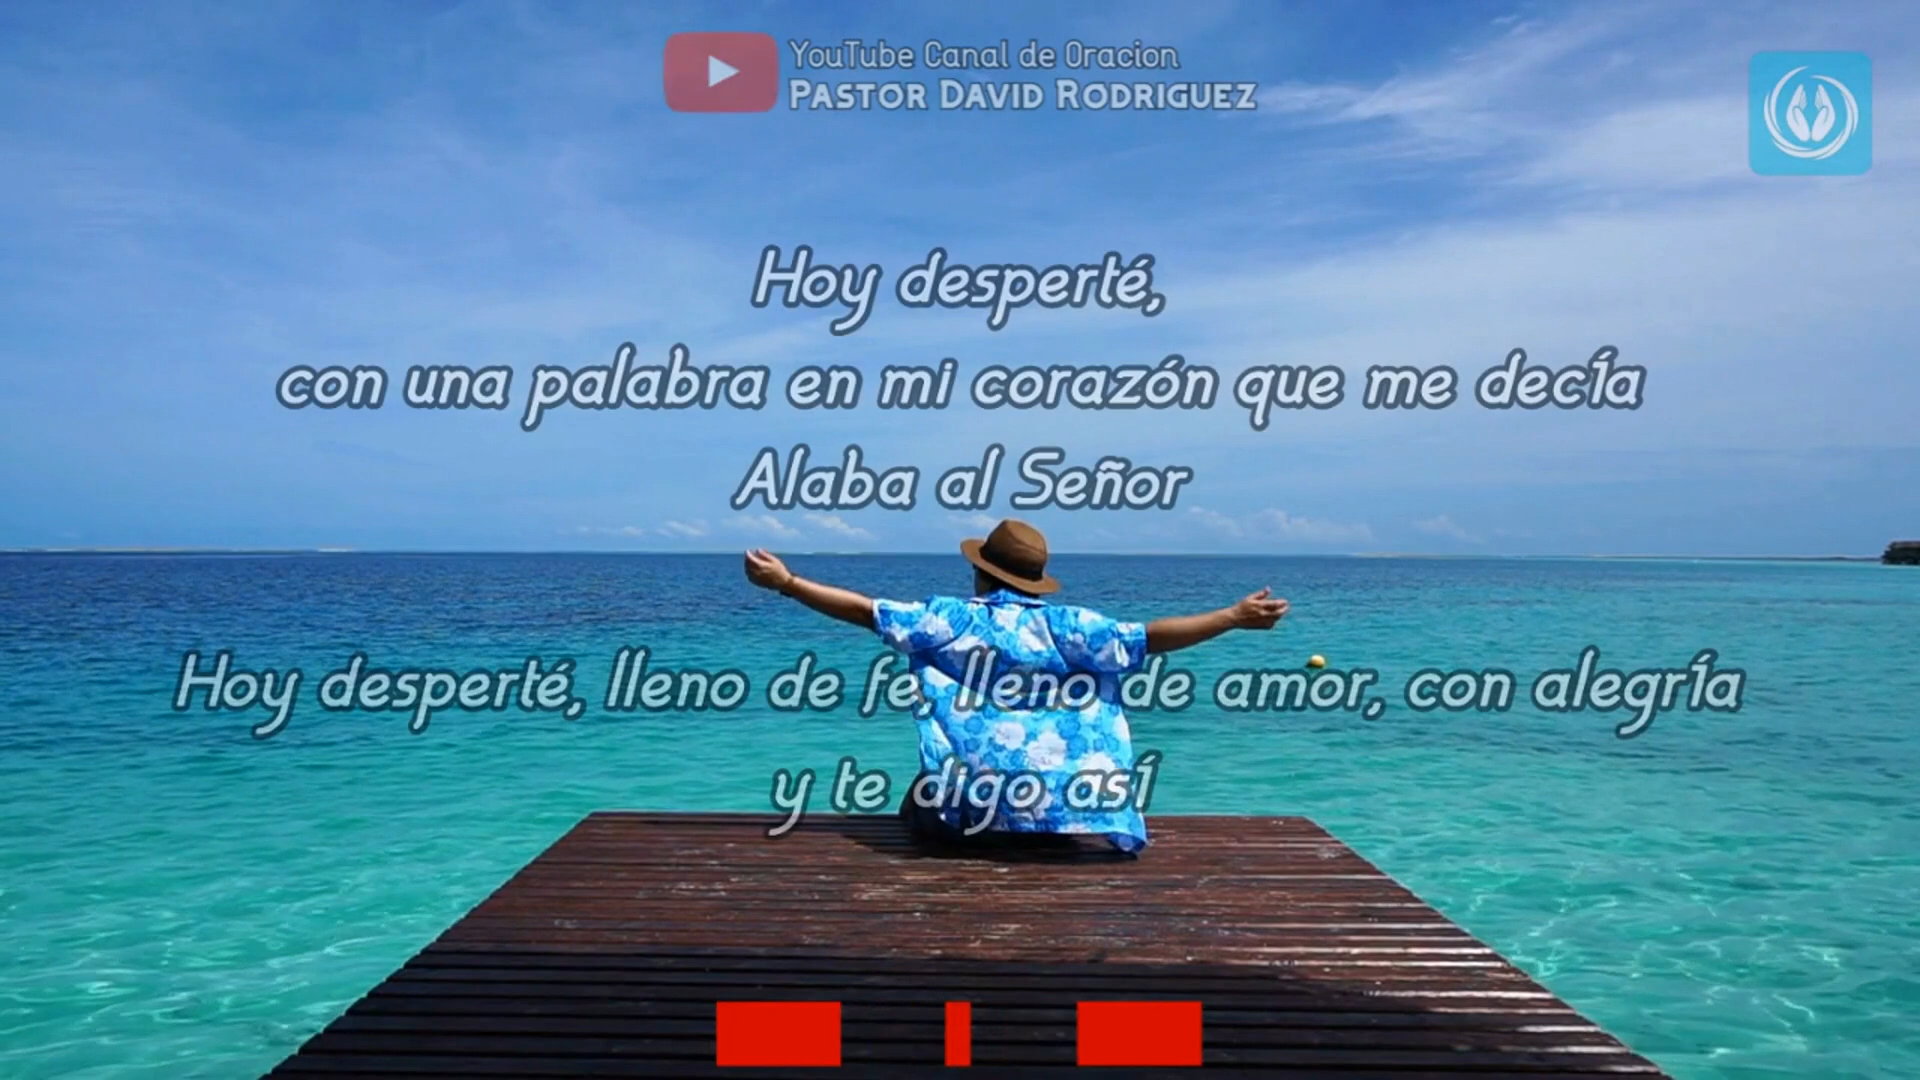 YouTube Canal de Oracion
PASTOR DAVID RODRIGUEZ
Hoy desperté,
con una palabra en mi corazón que me decía
Alaba al Señor
Hoy desperté, lleno de fe, lleno de amor, con alegría
y te digo así